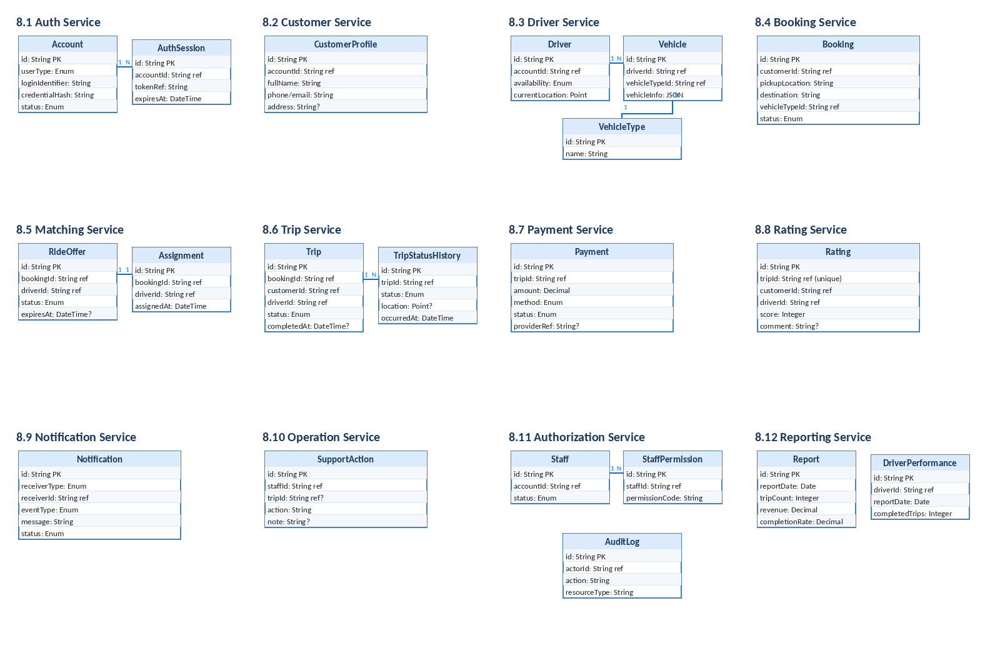 8.1 Auth Service
Account
id: String PK
userType: Enum
loginIdentifier: String
credentialHash: String
status: Enum
1 N
AuthSession
id: String PK
accountId: String ref
tokenRef: String
expiresAt: DateTime
8.2 Customer Service
CustomerProfile
id: String PK
accountId: String ref
fullName: String
phone/email: String
address: String?
8.3 Driver Service
Driver
id: String PK
accountId: String ref
availability: Enum
currentLocation: Point
1 N
Vehicle
id: String PK
driverId: String ref
vehicleTypeId: String ref
vehicleInfo: JSON
N
1
VehicleType
id: String PK
name: String
8.4 Booking Service
Booking
id: String PK
customerId: String ref
pickupLocation: String
destination: String
vehicleTypeId: String ref
status: Enum
8.5 Matching Service
RideOffer
id: String PK
bookingId: String ref
driverId: String ref
status: Enum
expiresAt: DateTime?
1 1
Assignment
id: String PK
bookingId: String ref
driverId: String ref
assignedAt: DateTime
8.6 Trip Service
Trip
id: String PK
bookingId: String ref
customerId: String ref
driverId: String ref
status: Enum
completedAt: DateTime?
1 N
TripStatusHistory
id: String PK
tripId: String ref
status: Enum
location: Point?
occurredAt: DateTime
8.7 Payment Service
Payment
id: String PK
tripId: String ref
amount: Decimal
method: Enum
status: Enum
providerRef: String?
8.8 Rating Service
Rating
id: String PK
tripId: String ref (unique)
customerId: String ref
driverId: String ref
score: Integer
comment: String?
8.9 Notification Service
Notification
id: String PK
receiverType: Enum
receiverId: String ref
eventType: Enum
message: String
status: Enum
8.10 Operation Service
SupportAction
id: String PK
staffId: String ref
tripId: String ref?
action: String
note: String?
8.11 Authorization Service
Staff
id: String PK
accountId: String ref
status: Enum
1 N
StaffPermission
id: String PK
staffId: String ref
permissionCode: String
AuditLog
id: String PK
actorId: String ref
action: String
resourceType: String
8.12 Reporting Service
Report
id: String PK
reportDate: Date
tripCount: Integer
revenue: Decimal
completionRate: Decimal
DriverPerformance
id: String PK
driverId: String ref
reportDate: Date
completedTrips: Integer